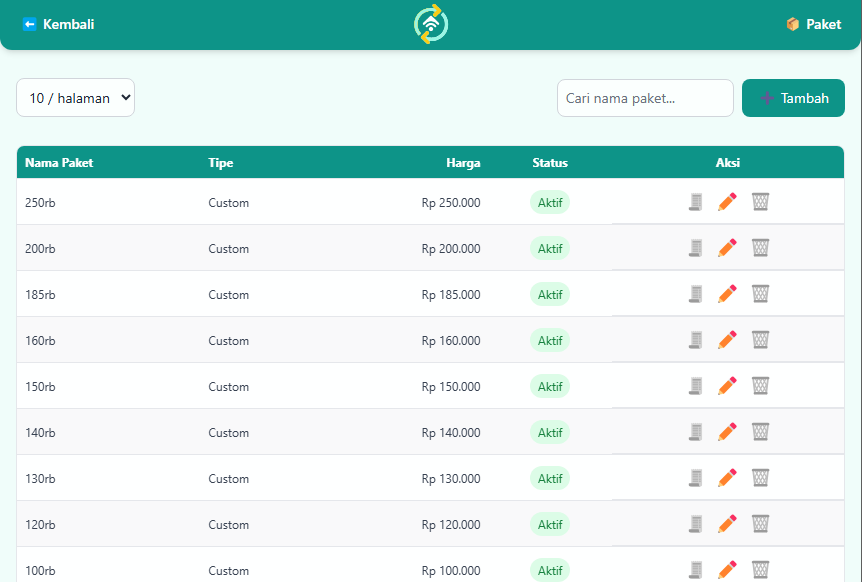 Kembali
Paket
10 / halaman
Cari nama paket...
Tambah
Nama Paket Tipe Harga Status Aksi
250rb Custom Rp 250.000 Aktif
200rb Custom Rp 200.000 Aktif
185rb Custom Rp 185.000 Aktif
160rb Custom Rp 160.000 Aktif
150rb Custom Rp 150.000 Aktif
140rb Custom Rp 140.000 Aktif
130rb Custom Rp 130.000 Aktif
120rb Custom Rp 120.000 Aktif
100rb Custom Rp 100.000 Aktif